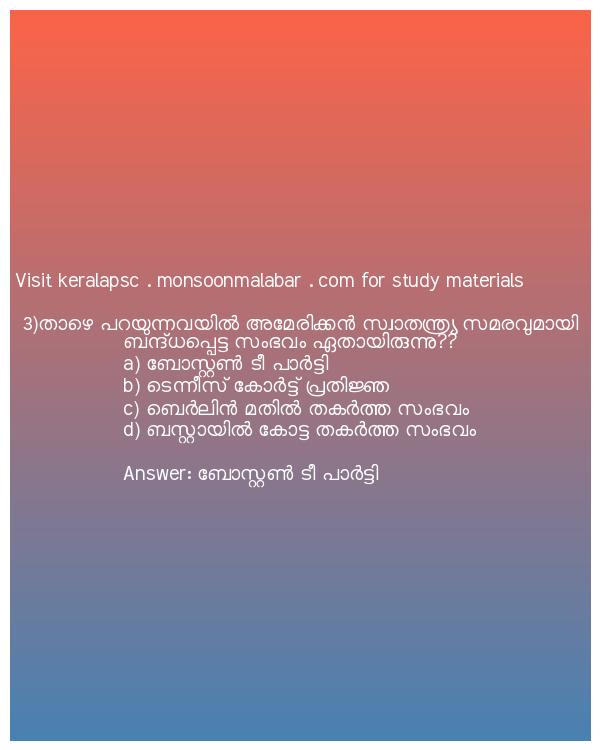 Visit keralapsc . monsoonmalabar . com for study materials
3)താഴെ പറയുന്നവയിൽ അമേരിക്കൻ സ്വാതന്ത്ര്യ സമരവുമായി
ബന്ധപ്പെട്ട സംഭവം ഏതായിരുന്നു??
a) ബോസ്റ്റൺ ടീ പാർട്ടി
b) ടെന്നീസ് കോർട്ട് പ്രതിജ്ഞ
c) ബെർലിൻ മതിൽ തകർത്ത സംഭവം
d) ബസ്റ്റായിൽ കോട്ട തകർത്ത സംഭവം
Answer: ബോസ്റ്റൺ ടീ പാർട്ടി